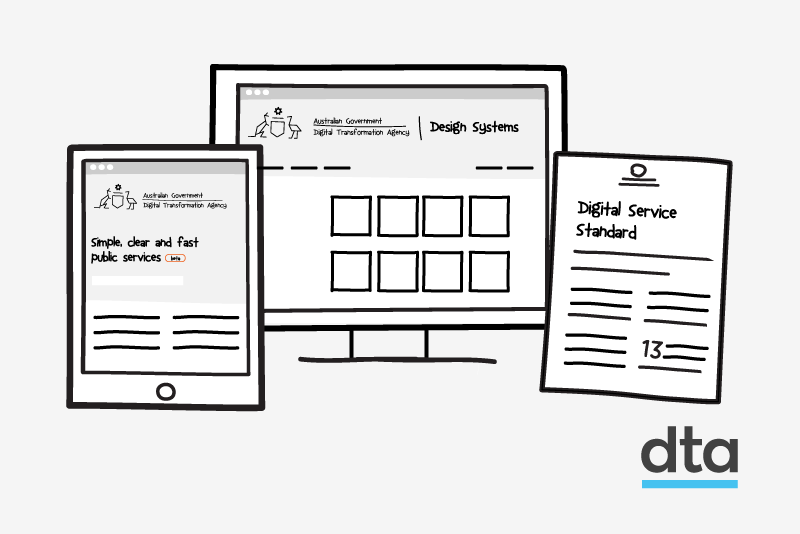 Australian Government
Digital Transformation Agency
Design Systems
Australian Government
Digital Transformation Agency
Simple, clear and fast
public services beta
Digital Service
Standard
13
dta